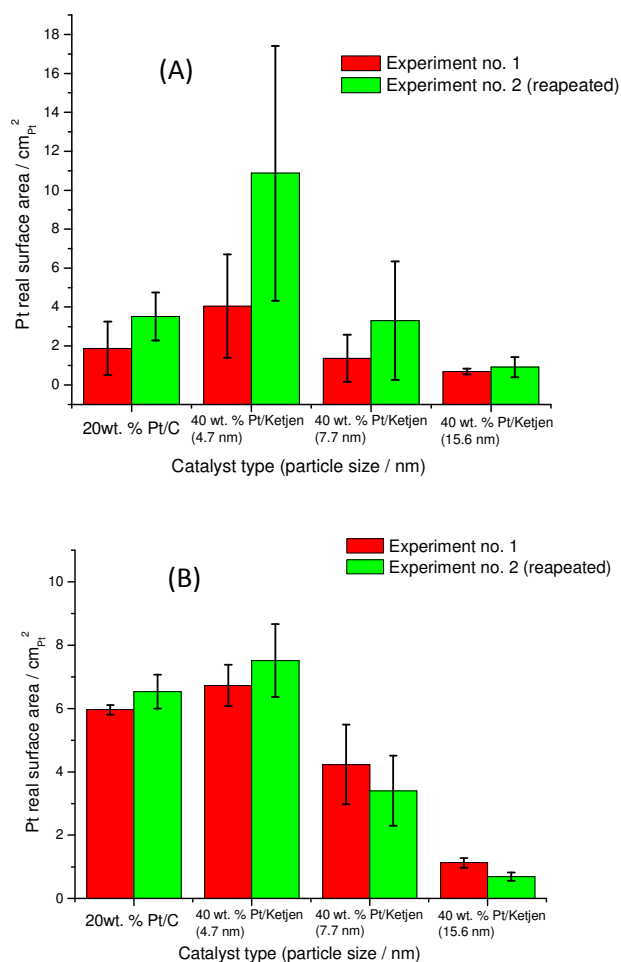 (A)
Experiment no. 1
Experiment no. 2 (reapeated)
18
16
14
12
10
8
6
4
2
0
Pt real surface area / cm²Pt
20wt. % Pt/C
40 wt. % Pt/Ketjen
(4.7 nm)
40 wt. % Pt/Ketjen
(7.7 nm)
40 wt. % Pt/Ketjen
(15.6 nm)
Catalyst type (particle size / nm)
(B)
Experiment no. 1
Experiment no. 2 (reapeated)
10
8
6
4
2
0
Pt real surface area / cm²Pt
20wt. % Pt/C
40 wt. % Pt/Ketjen
(4.7 nm)
40 wt. % Pt/Ketjen
(7.7 nm)
40 wt. % Pt/Ketjen
(15.6 nm)
Catalyst type (particle size / nm)